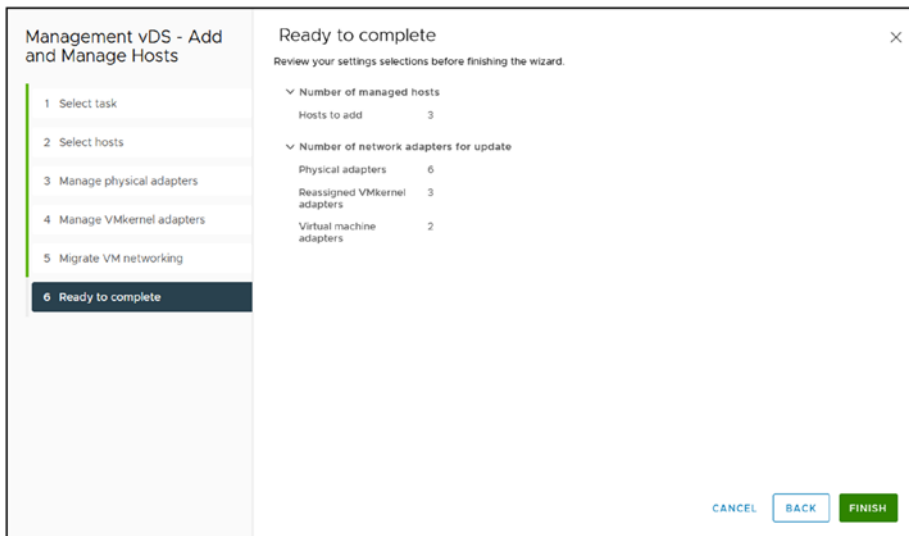 Management vDS - Add
and Manage Hosts
1 Select task
2 Select hosts
3 Manage physical adapters
4 Manage VMkernel adapters
5 Migrate VM networking
6 Ready to complete
Ready to complete
Review your settings selections before finishing the wizard.
Number of managed hosts
Hosts to add 3
Number of network adapters for update
Physical adapters 6
Reassigned VMkernel 3
adapters
Virtual machine 2
adapters
CANCEL BACK FINISH